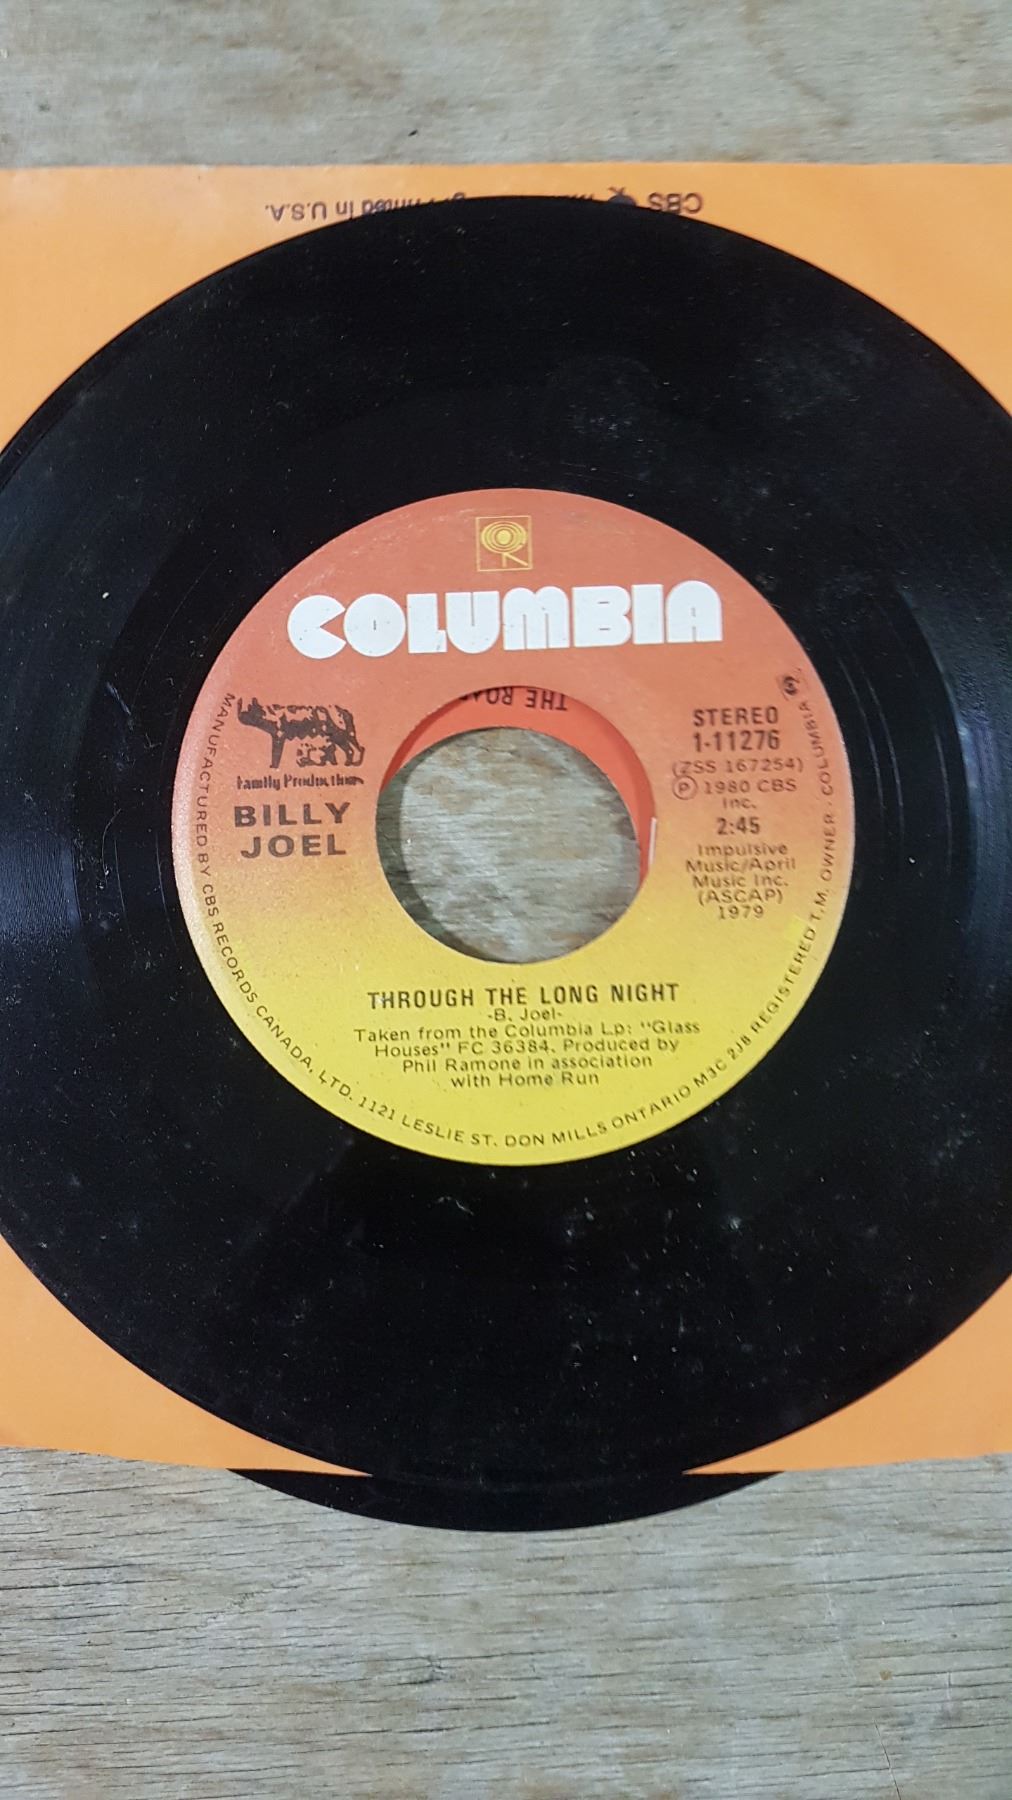 CBS
Printed in U.S.A.
COLUMBIA
THE ROA
Family Productions
BILLY
JOEL
STEREO
1-11276
(ZSS 167254)
Ⓟ 1980 CBS
Inc.
2:45
Impulsive
Music/April
Music Inc.
(ASCAP)
1979
THROUGH THE LONG NIGHT
-B. Joel-
Taken from the Columbia Lp: "Glass
Houses" FC 36384. Produced by
Phil Ramone in association
with Home Run
MANUFACTURED BY CBS RECORDS CANADA, LTD. 1121 LESLIE ST. DON MILLS ONTARIO M3C 2J8 REGISTERED T.M. OWNER - COLUMBIA